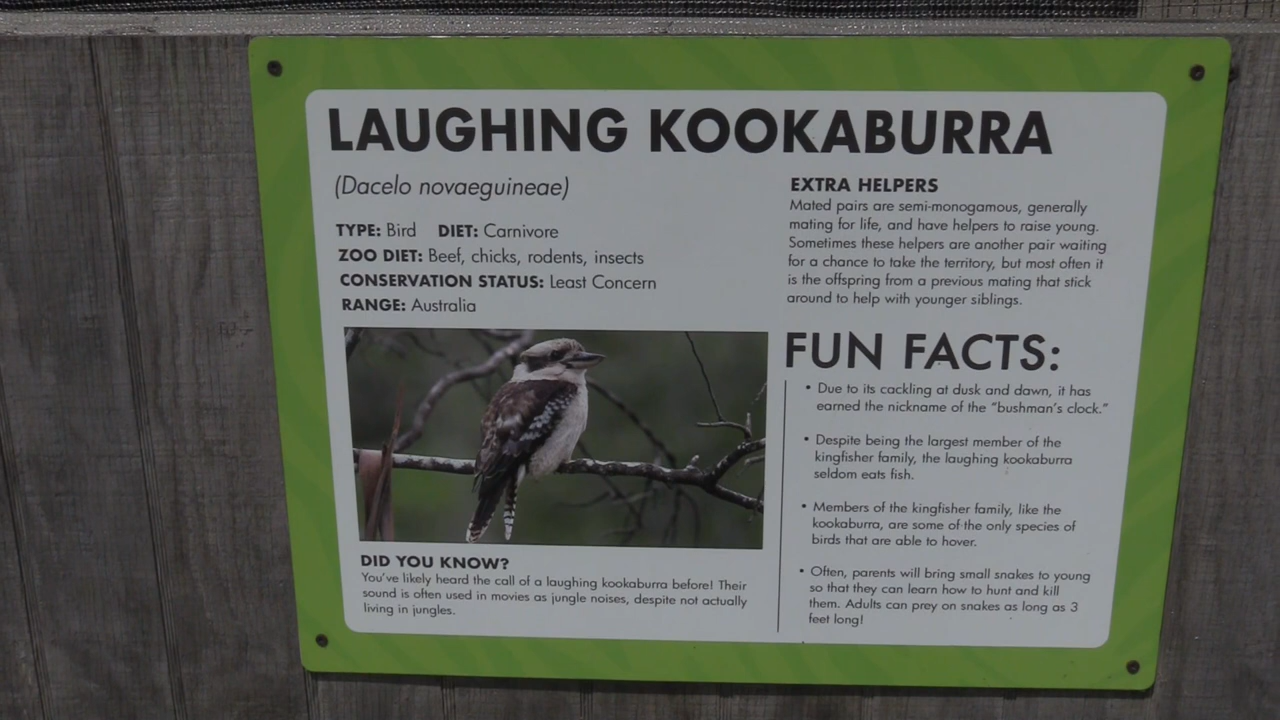 LAUGHING KOOKABURRA
(Dacelo novaeguineae)
TYPE: Bird DIET: Carnivore
ZOO DIET: Beef, chicks, rodents, insects
CONSERVATION STATUS: Least Concern
RANGE: Australia
DID YOU KNOW?
You've likely heard the call of a laughing kookaburra before! Their
sound is often used in movies as jungle noises, despite not actually
living in jungles.
EXTRA HELPERS
Mated pairs are semi-monogamous, generally
mating for life, and have helpers to raise young.
Sometimes these helpers are another pair waiting
for a chance to take the territory, but most often it
is the offspring from a previous mating that stick
around to help with younger siblings.
FUN FACTS:
• Due to its cackling at dusk and dawn, it has
earned the nickname of the “bushman's clock.”
• Despite being the largest member of the
kingfisher family, the laughing kookaburra
seldom eats fish.
• Members of the kingfisher family, like the
kookaburra, are some of the only species of
birds that are able to hover.
• Often, parents will bring small snakes to young
so that they can learn how to hunt and kill
them. Adults can prey on snakes as long as 3
feet long!